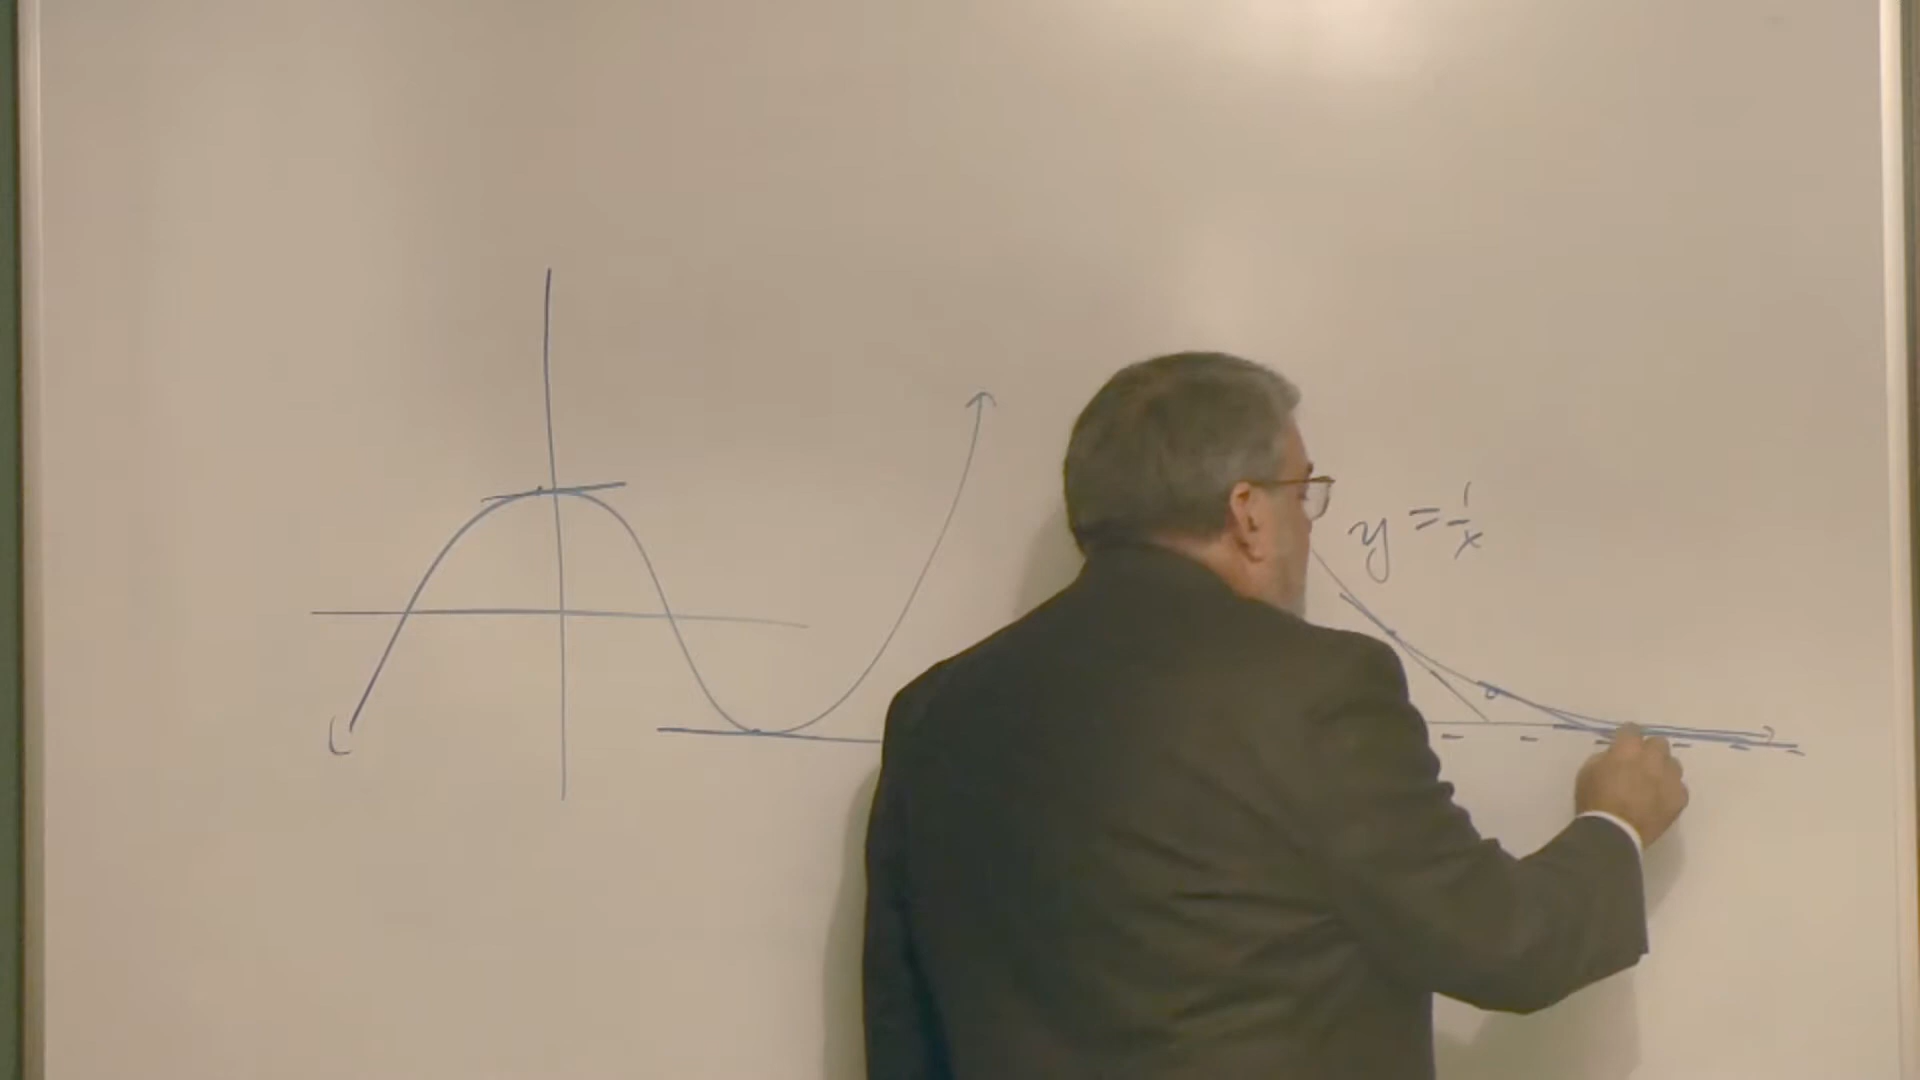 y = 1/x